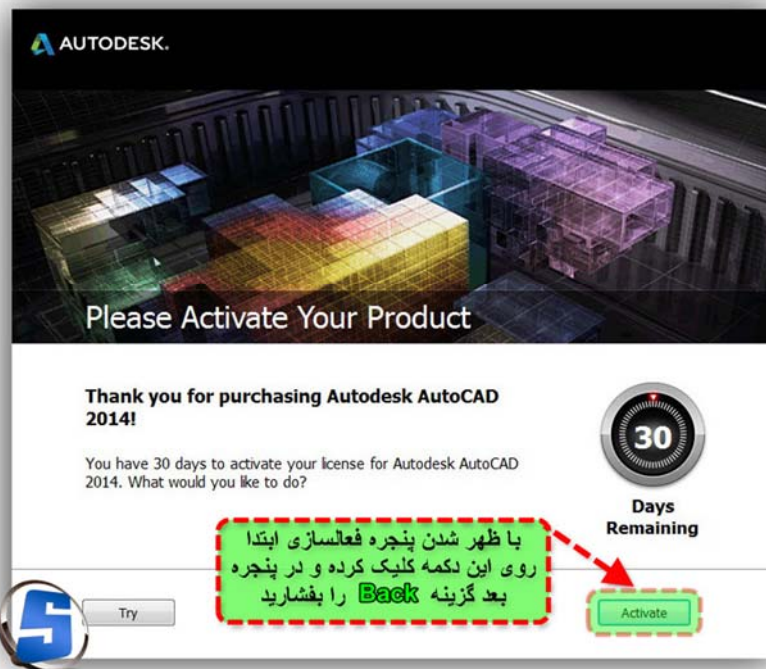 AUTODESK.
Please Activate Your Product
Thank you for purchasing Autodesk AutoCAD
2014!
You have 30 days to activate your license for Autodesk AutoCAD
2014. What would you like to do?
30
Days
Remaining
با ظهر شدن پنجره فعالسازی ابتدا
روی این دکمه کلیک کرده و در پنجره
بعد گزینه Back را بفشارید
S
Try
Activate